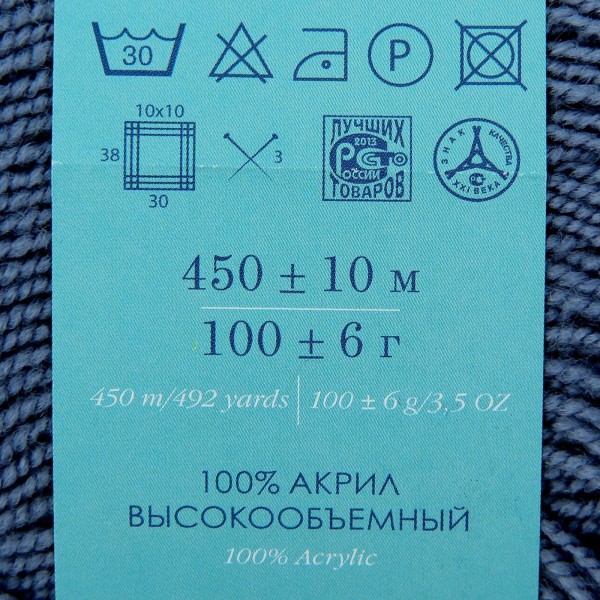 30
P
10x10
38
30
3
ЛУЧШИХ
2013
РОССИИ
ТОВАРОВ
ЗНАК КАЧЕСТВА
XXI ВЕКА
450 ± 10 м
100 ± 6 г
450 m/492 yards | 100 ± 6 g/3,5 OZ
100% АКРИЛ
ВЫСОКООБЪЕМНЫЙ
100% Acrylic